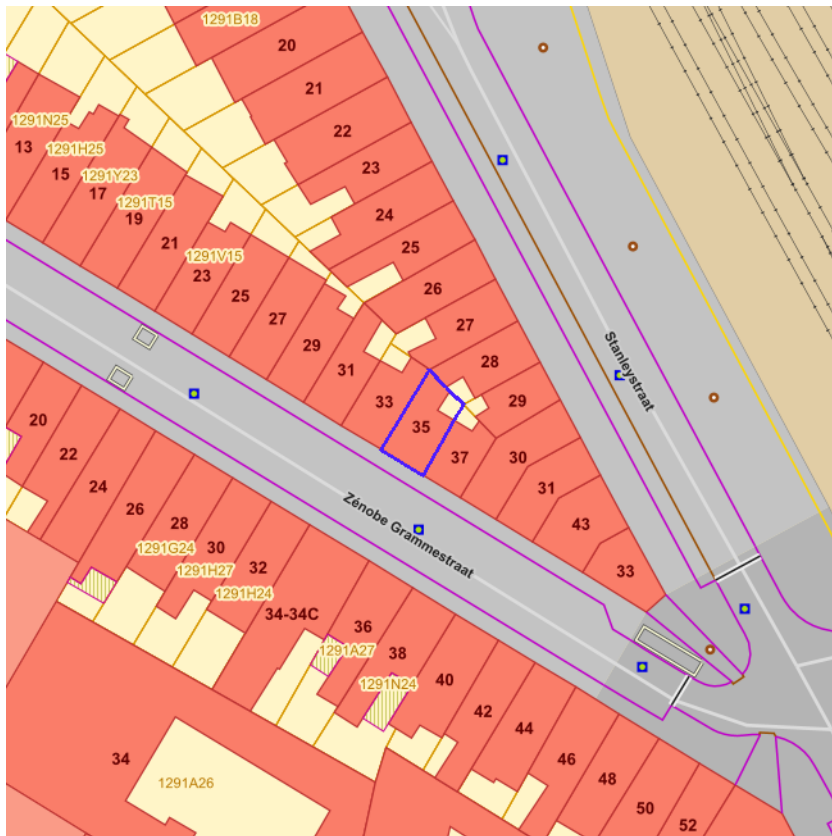 1291B18
20
21
22
23
24
25
26
27
28
29
30
31
43
33
1291N25
13
1291H25
15
1291Y23
17
1291T15
19
21
1291V15
23
25
27
29
31
33
35
37
Stanleystraat
Zénobe Grammestraat
20
22
24
26
28
1291G24
30
1291H27
32
1291H24
34-34C
36
1291A27
38
1291N24
40
42
44
46
48
50
52
34
1291A26